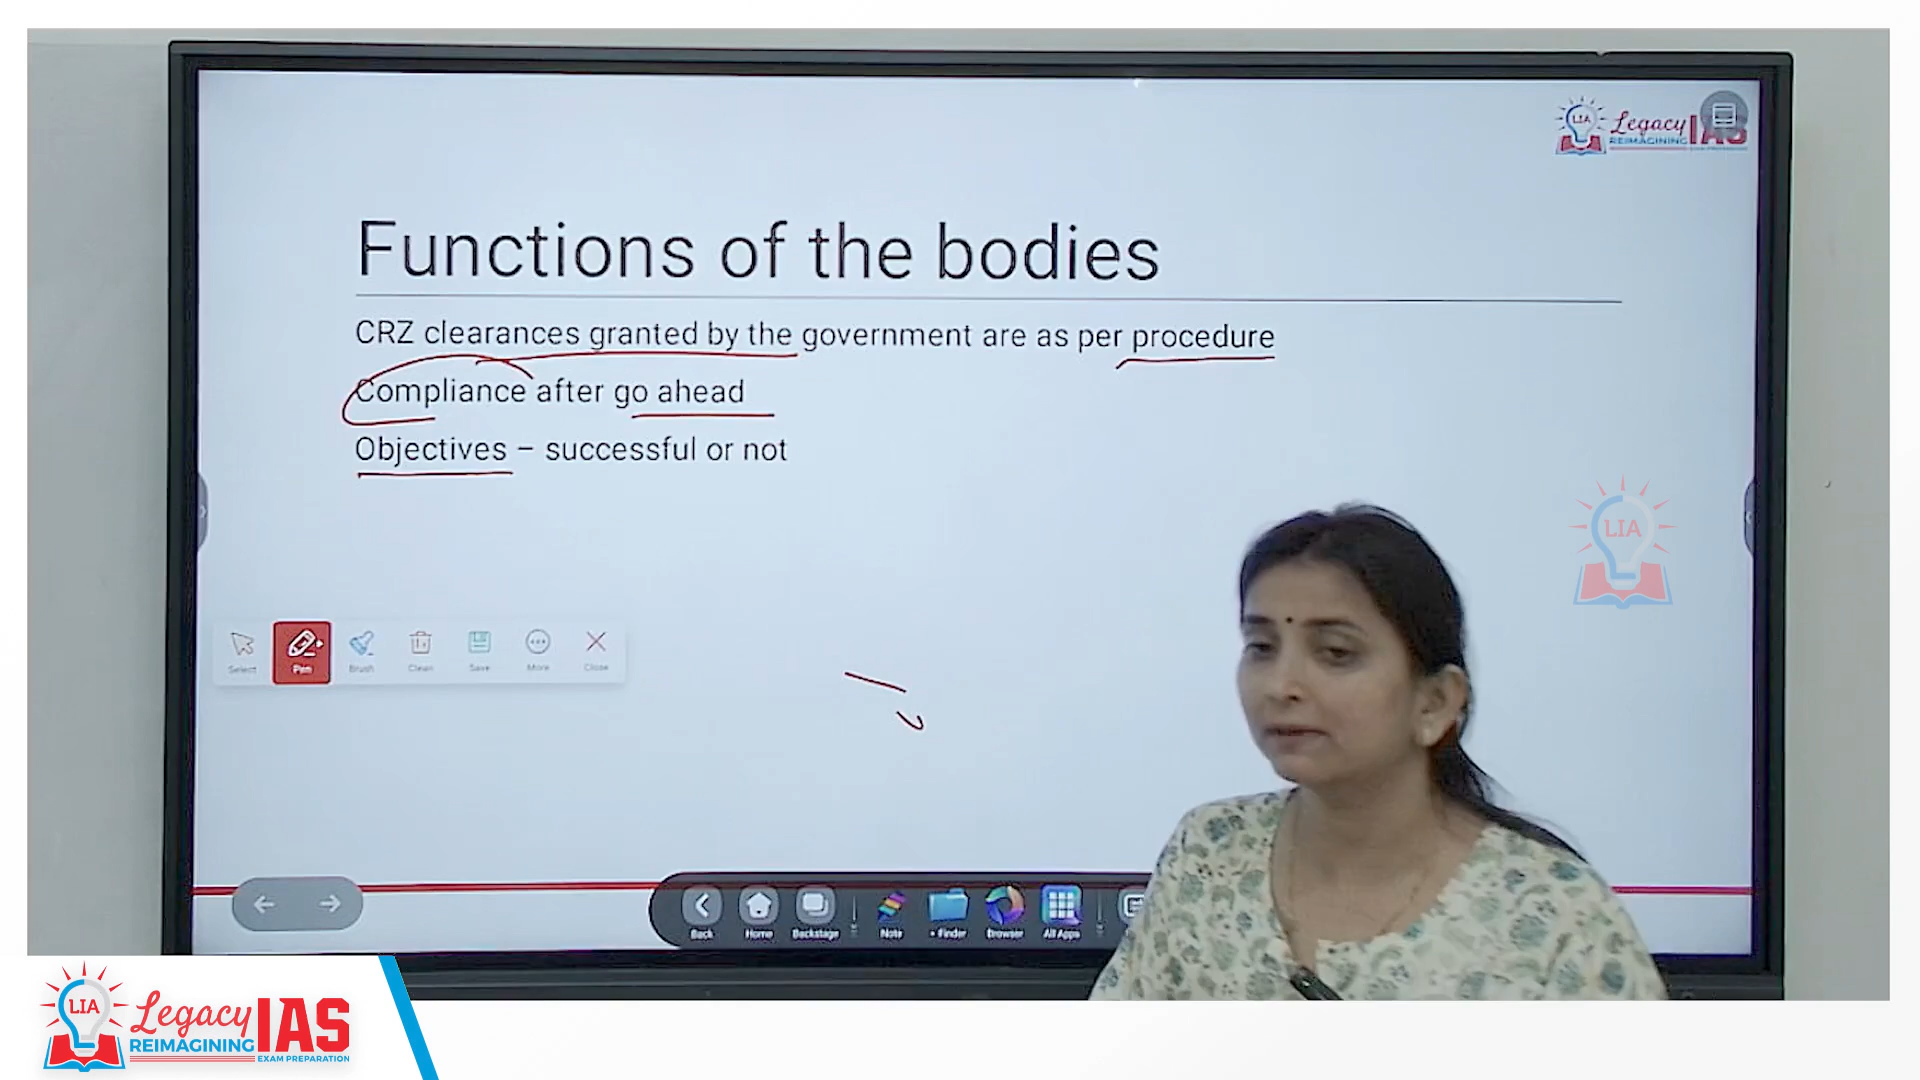 LIA Legacy IAS
REIMAGINING
Functions of the bodies
CRZ clearances granted by the government are as per procedure
Compliance after go ahead
Objectives – successful or not
LIA
Select Pen Brush Clean Save More Close
Back Home Backstage Note Finder Browser All Apps
LIA Legacy IAS
REIMAGINING EXAM PREPARATION